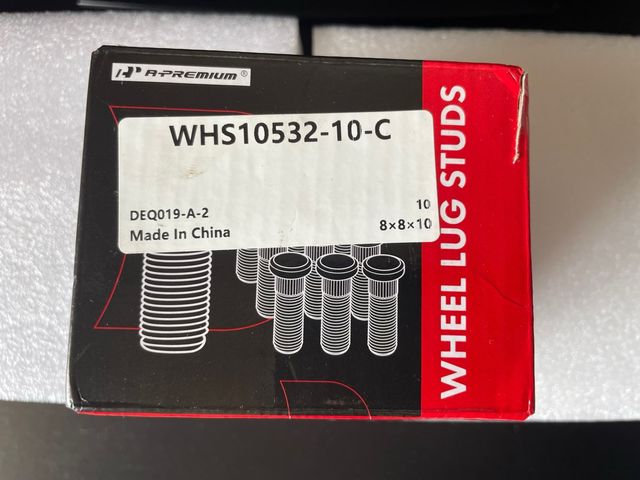 A-PREMIUM®
WHS10532-10-C
DEQ019-A-2
10
Made In China
8×8×10
WHEEL LUG STUDS